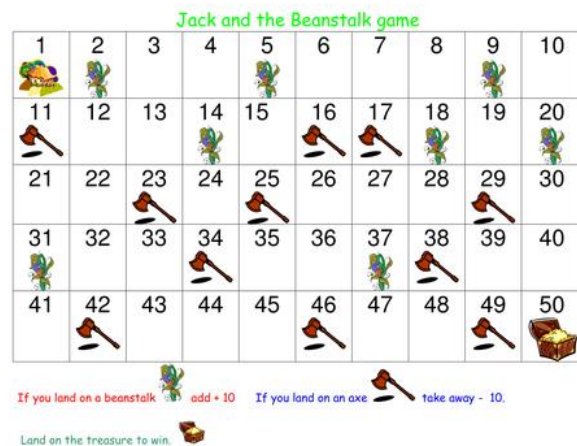 Jack and the Beanstalk game
1 2 3 4 5 6 7 8 9 10
11 12 13 14 15 16 17 18 19 20
21 22 23 24 25 26 27 28 29 30
31 32 33 34 35 36 37 38 39 40
41 42 43 44 45 46 47 48 49 50
If you land on a beanstalk add + 10 If you land on an axe take away - 10.
Land on the treasure to win.